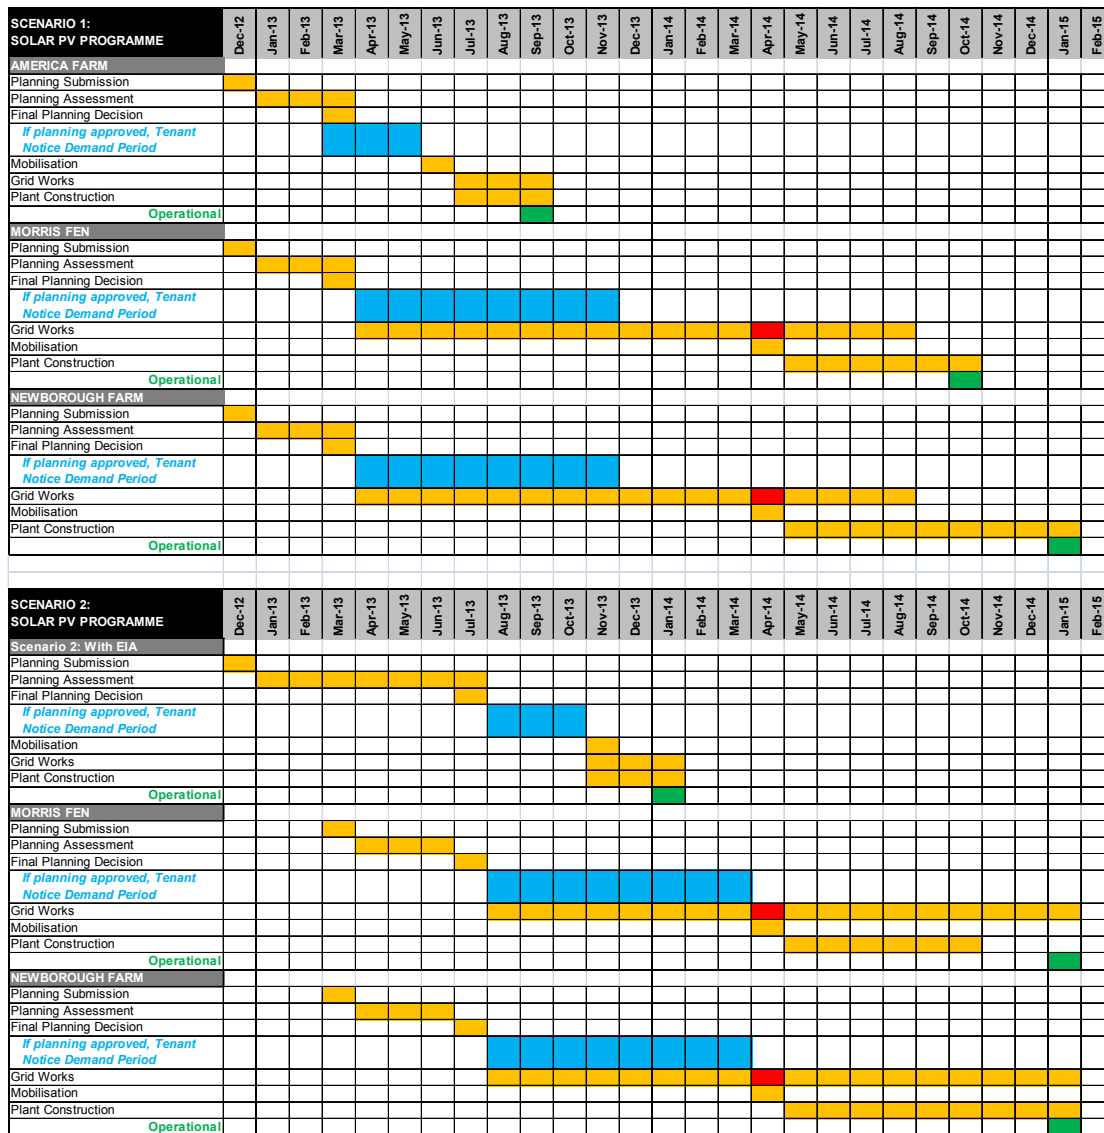 SCENARIO 1:
SOLAR PV PROGRAMME
Dec-12
Jan-13
Feb-13
Mar-13
Apr-13
May-13
Jun-13
Jul-13
Aug-13
Sep-13
Oct-13
Nov-13
Dec-13
Jan-14
Feb-14
Mar-14
Apr-14
May-14
Jun-14
Jul-14
Aug-14
Sep-14
Oct-14
Nov-14
Dec-14
Jan-15
Feb-15
AMERICA FARM
Planning Submission
Planning Assessment
Final Planning Decision
If planning approved, Tenant
Notice Demand Period
Mobilisation
Grid Works
Plant Construction
Operational
MORRIS FEN
Planning Submission
Planning Assessment
Final Planning Decision
If planning approved, Tenant
Notice Demand Period
Grid Works
Mobilisation
Plant Construction
Operational
NEWBOROUGH FARM
Planning Submission
Planning Assessment
Final Planning Decision
If planning approved, Tenant
Notice Demand Period
Grid Works
Mobilisation
Plant Construction
Operational
SCENARIO 2:
SOLAR PV PROGRAMME
Dec-12
Jan-13
Feb-13
Mar-13
Apr-13
May-13
Jun-13
Jul-13
Aug-13
Sep-13
Oct-13
Nov-13
Dec-13
Jan-14
Feb-14
Mar-14
Apr-14
May-14
Jun-14
Jul-14
Aug-14
Sep-14
Oct-14
Nov-14
Dec-14
Jan-15
Feb-15
Scenario 2: With EIA
Planning Submission
Planning Assessment
Final Planning Decision
If planning approved, Tenant
Notice Demand Period
Mobilisation
Grid Works
Plant Construction
Operational
MORRIS FEN
Planning Submission
Planning Assessment
Final Planning Decision
If planning approved, Tenant
Notice Demand Period
Grid Works
Mobilisation
Plant Construction
Operational
NEWBOROUGH FARM
Planning Submission
Planning Assessment
Final Planning Decision
If planning approved, Tenant
Notice Demand Period
Grid Works
Mobilisation
Plant Construction
Operational